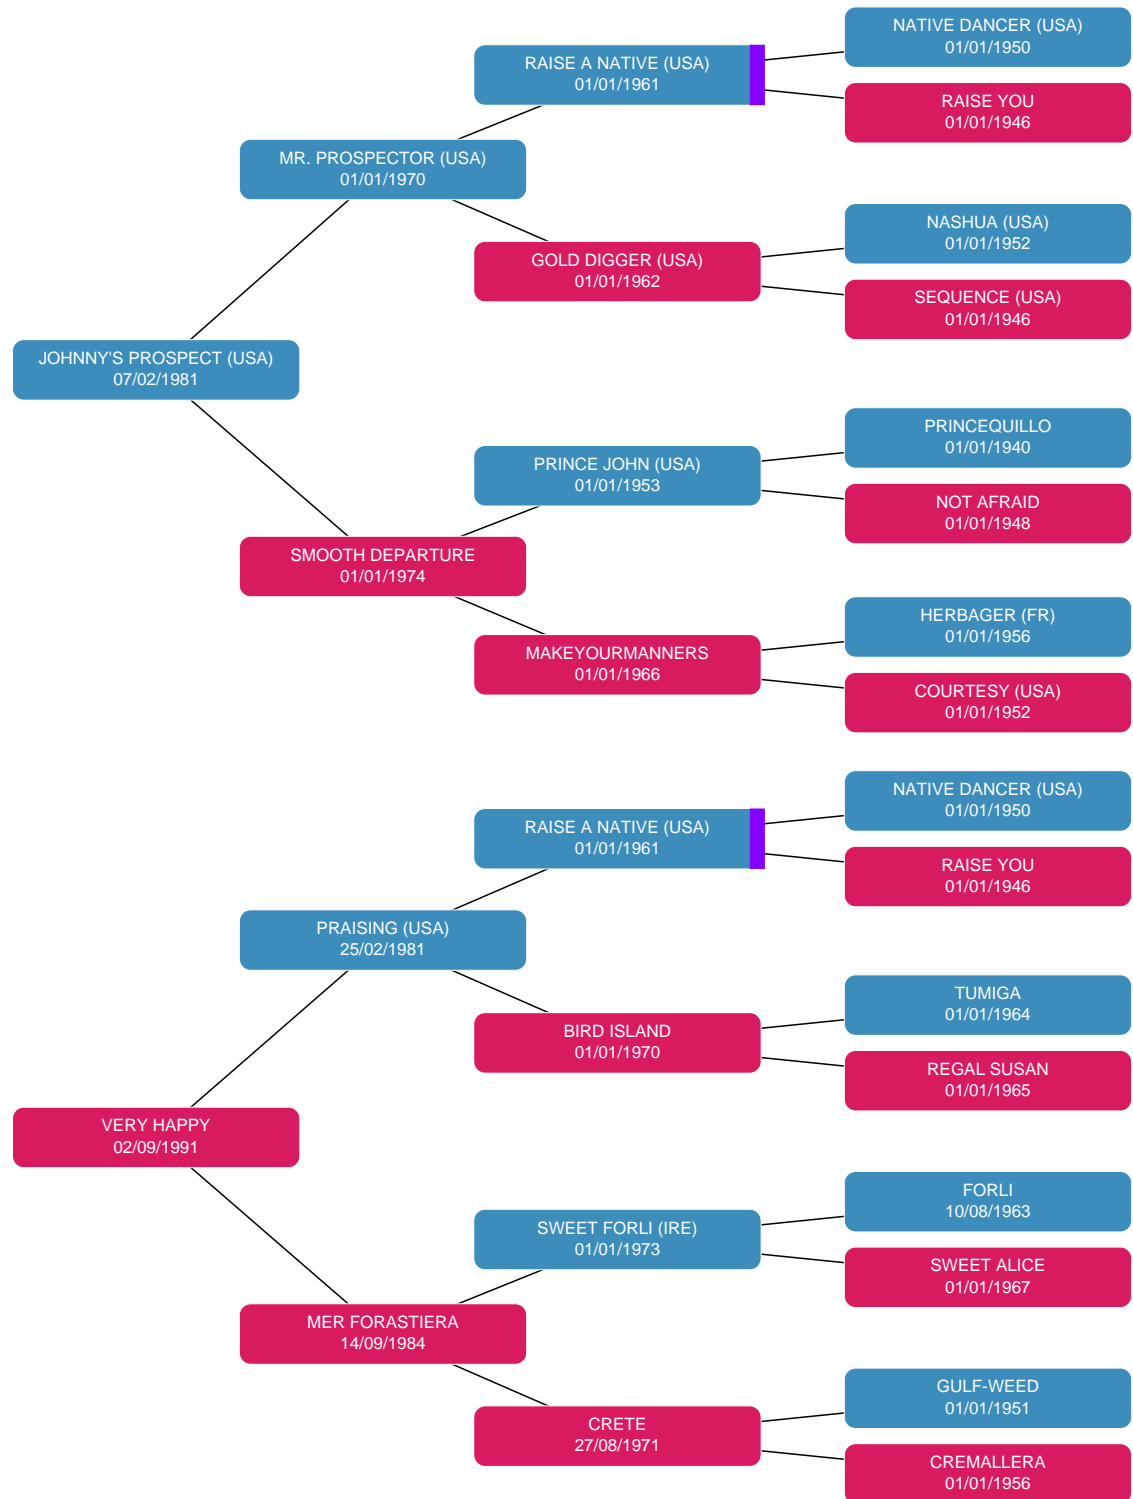 NATIVE DANCER (USA)
01/01/1950
RAISE A NATIVE (USA)
01/01/1961
RAISE YOU
01/01/1946
MR. PROSPECTOR (USA)
01/01/1970
NASHUA (USA)
01/01/1952
GOLD DIGGER (USA)
01/01/1962
SEQUENCE (USA)
01/01/1946
JOHNNY'S PROSPECT (USA)
07/02/1981
PRINCEQUILLO
01/01/1940
PRINCE JOHN (USA)
01/01/1953
NOT AFRAID
01/01/1948
SMOOTH DEPARTURE
01/01/1974
HERBAGER (FR)
01/01/1956
MAKEYOURMANNERS
01/01/1966
COURTESY (USA)
01/01/1952
NATIVE DANCER (USA)
01/01/1950
RAISE A NATIVE (USA)
01/01/1961
RAISE YOU
01/01/1946
PRAISING (USA)
25/02/1981
TUMIGA
01/01/1964
BIRD ISLAND
01/01/1970
REGAL SUSAN
01/01/1965
VERY HAPPY
02/09/1991
FORLI
10/08/1963
SWEET FORLI (IRE)
01/01/1973
SWEET ALICE
01/01/1967
MER FORASTIERA
14/09/1984
GULF-WEED
01/01/1951
CRETE
27/08/1971
CREMALLERA
01/01/1956